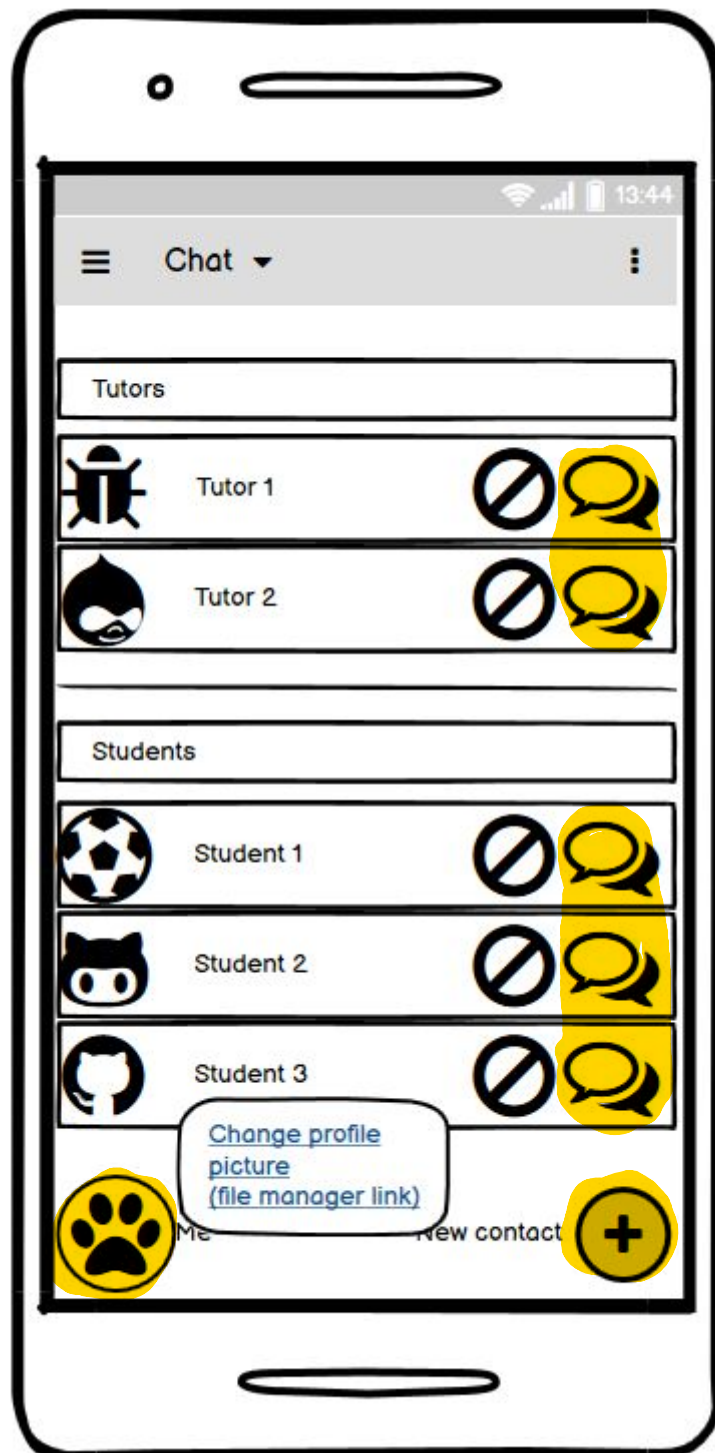 13:44
Chat
Tutors
Tutor 1
Tutor 2
Students
Student 1
Student 2
Student 3
Change profile
picture
(file manager link)
Me
New contact